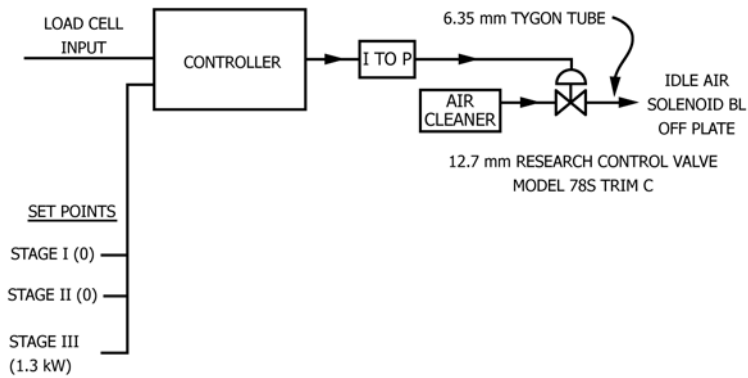 6.35 mm TYGON TUBE
LOAD CELL
INPUT
CONTROLLER
I TO P
AIR
CLEANER
IDLE AIR
SOLENOID BL
OFF PLATE
12.7 mm RESEARCH CONTROL VALVE
MODEL 78S TRIM C
SET POINTS
STAGE I (0)
STAGE II (0)
STAGE III
(1.3 kW)